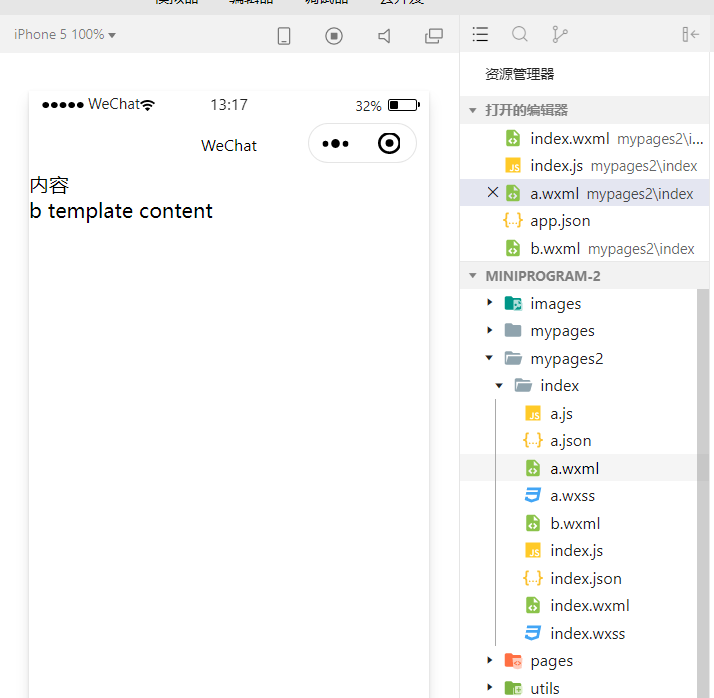 模拟器 编辑器 调试器 云开发
iPhone 5 100%
WeChat 13:17 32%
WeChat
内容
b template content
资源管理器
打开的编辑器
index.wxml mypages2\i...
index.js mypages2\index
a.wxml mypages2\index
app.json
b.wxml mypages2\index
MINIPROGRAM-2
images
mypages
mypages2
index
a.js
a.json
a.wxml
a.wxss
b.wxml
index.js
index.json
index.wxml
index.wxss
pages
utils